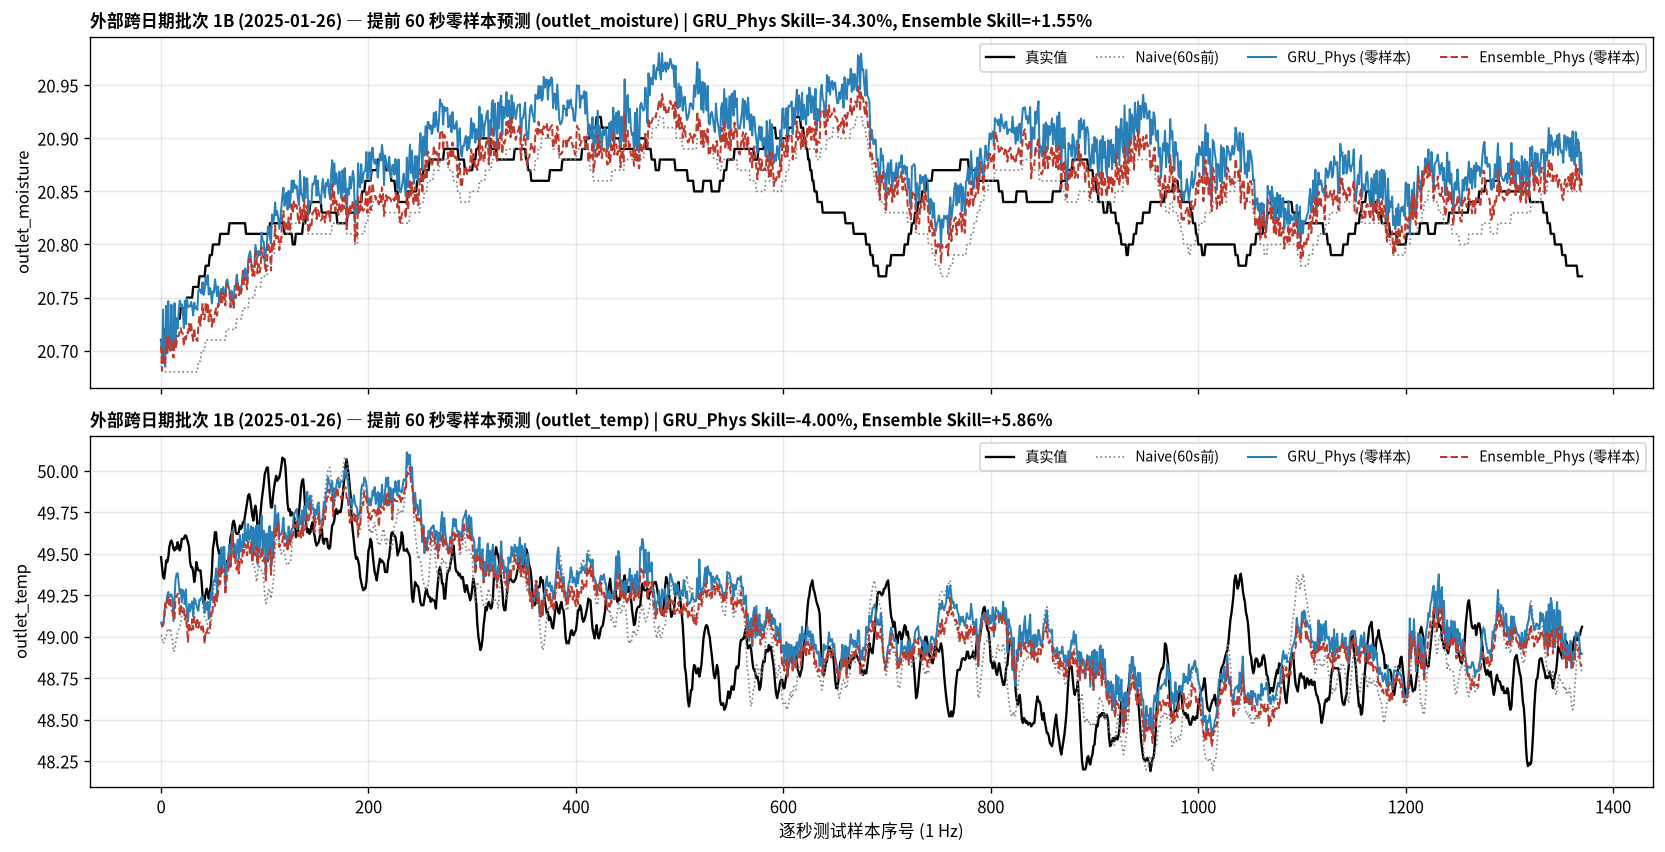 外部跨日期批次 1B (2025-01-26) — 提前 60 秒零样本预测 (outlet_moisture) | GRU_Phys Skill=-34.30%, Ensemble Skill=+1.55%
真实值 Naive(60s前) GRU_Phys (零样本) Ensemble_Phys (零样本)
outlet_moisture
20.95
20.90
20.85
20.80
20.75
20.70
外部跨日期批次 1B (2025-01-26) — 提前 60 秒零样本预测 (outlet_temp) | GRU_Phys Skill=-4.00%, Ensemble Skill=+5.86%
真实值 Naive(60s前) GRU_Phys (零样本) Ensemble_Phys (零样本)
outlet_temp
50.00
49.75
49.50
49.25
49.00
48.75
48.50
48.25
0 200 400 600 800 1000 1200 1400
逐秒测试样本序号 (1 Hz)